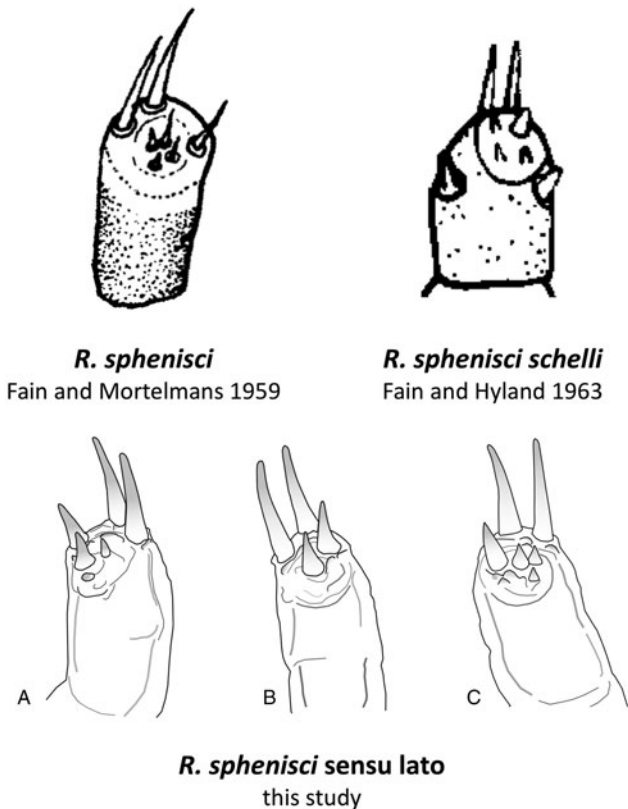 R. sphenisci
Fain and Mortelmans 1959
R. sphenisci schelli
Fain and Hyland 1963
A
B
C
R. sphenisci sensu lato
this study